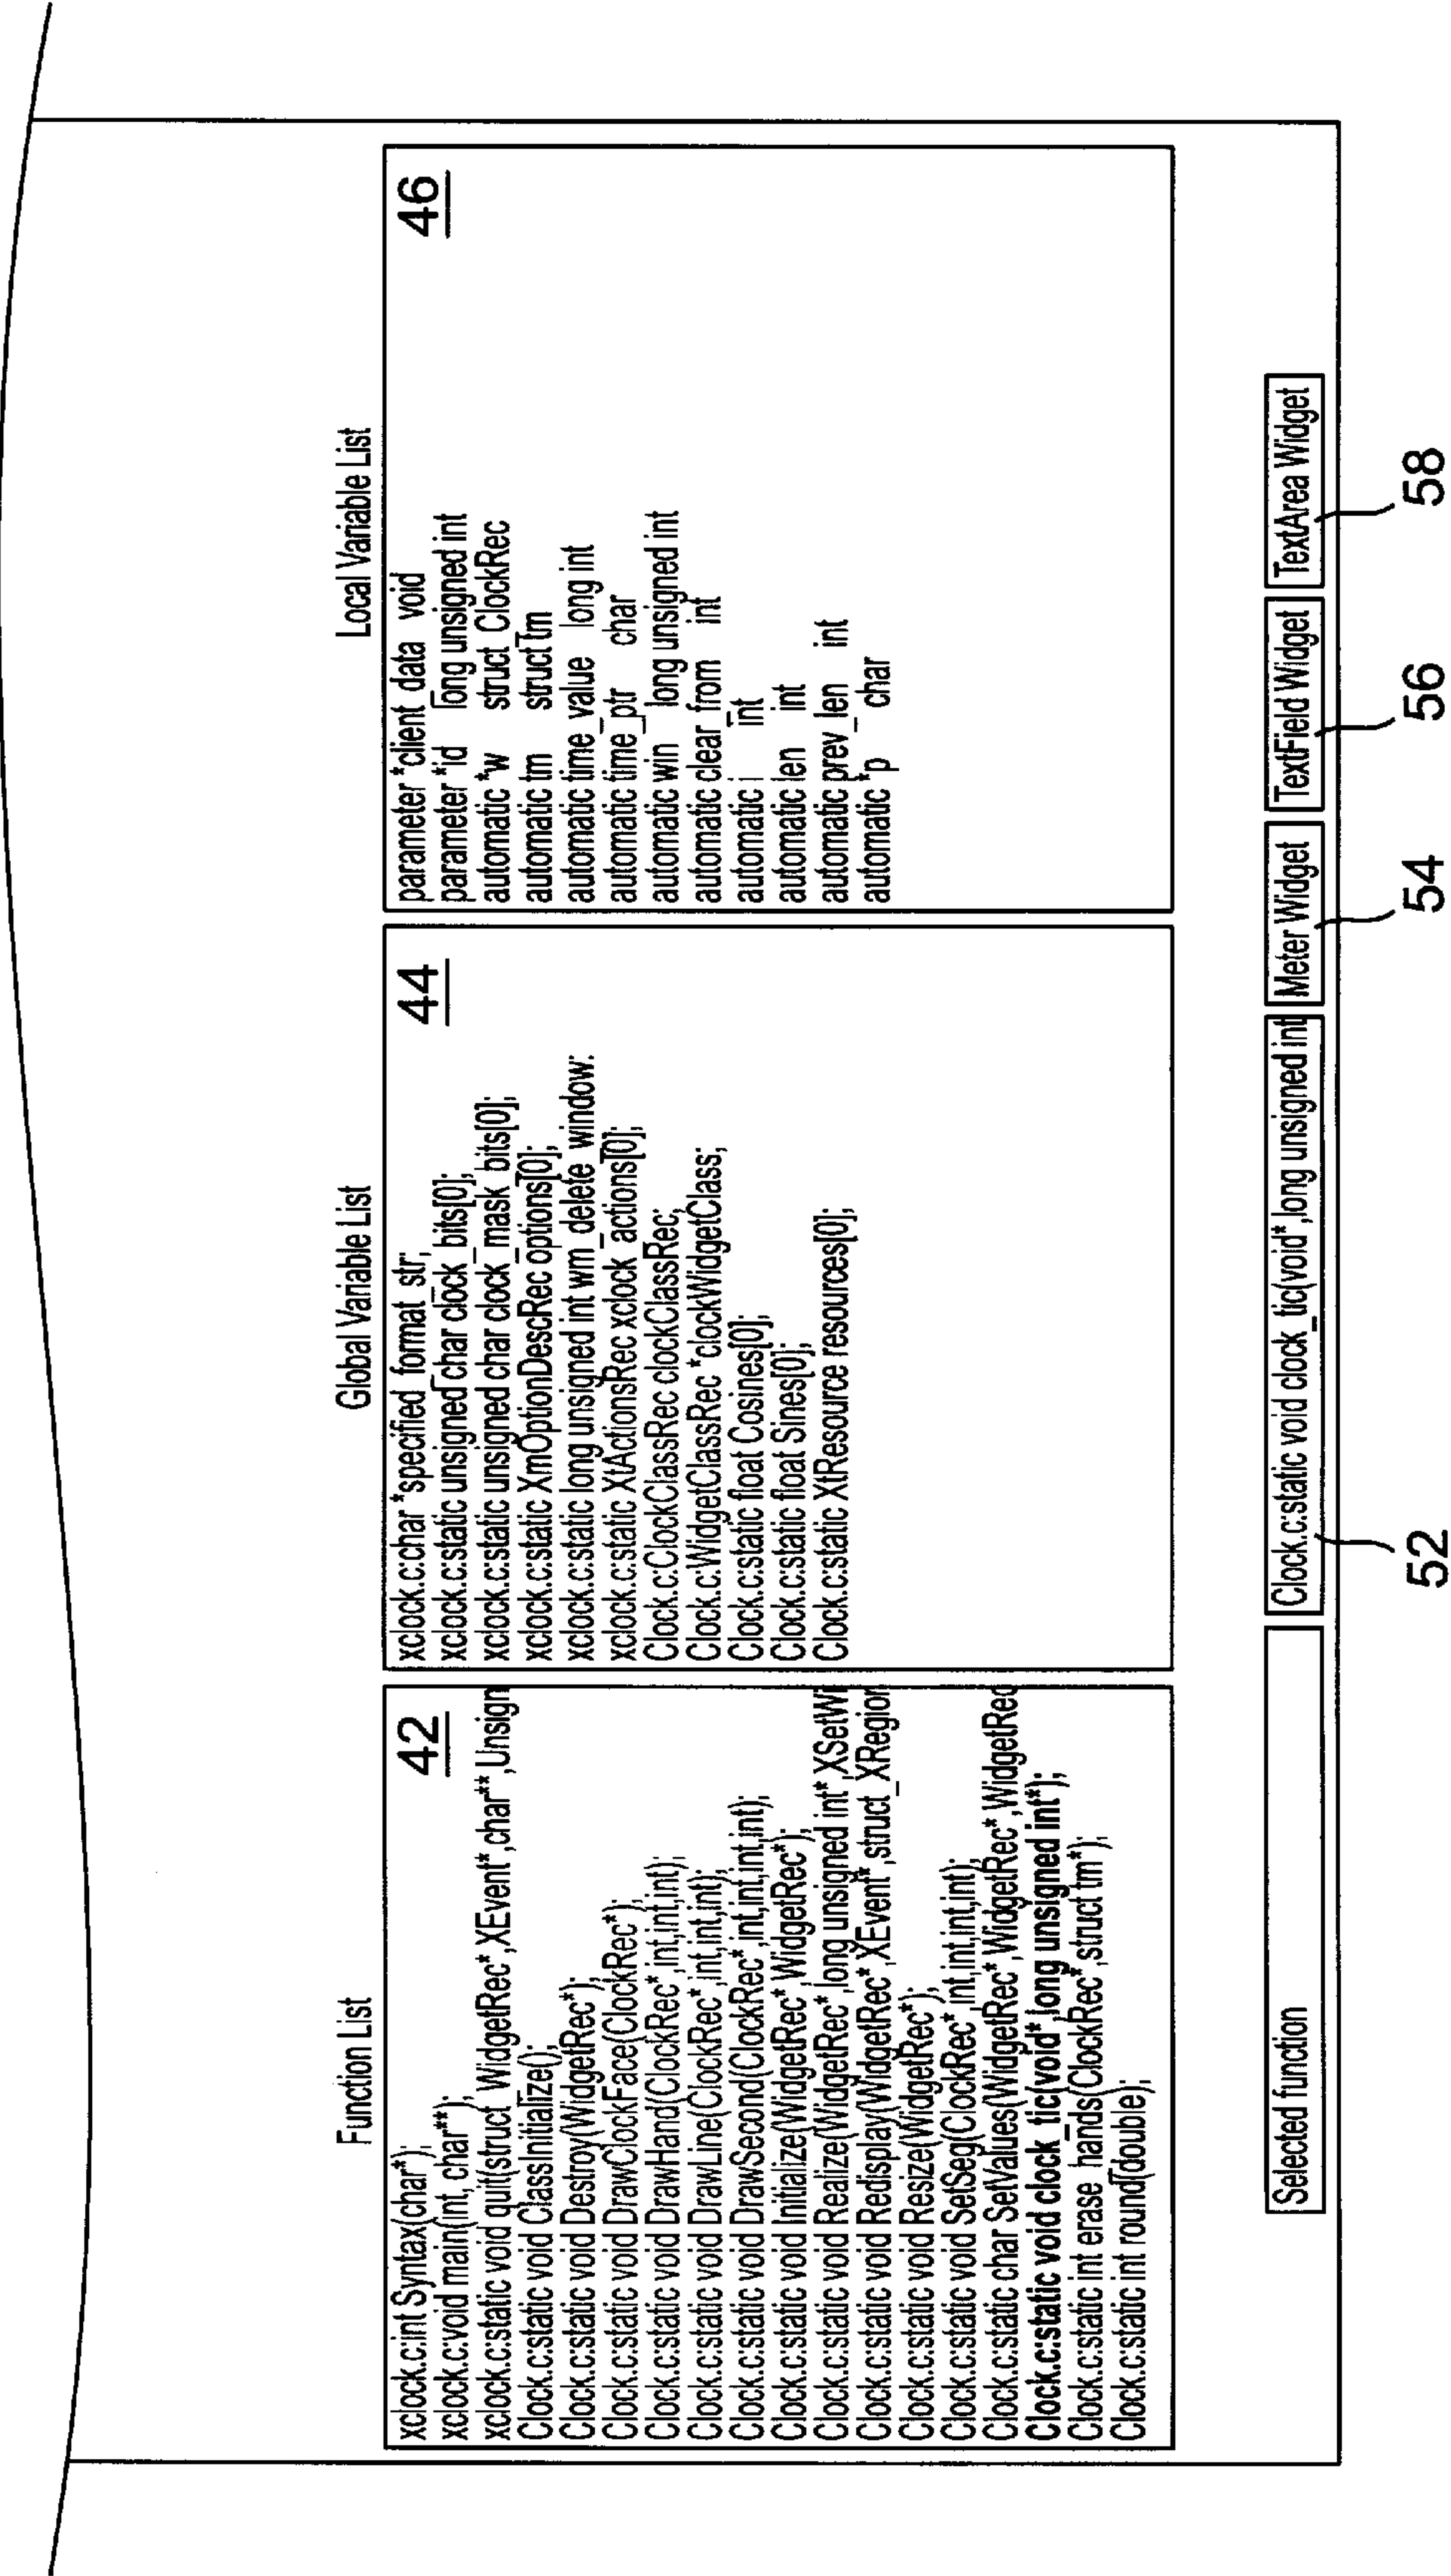 Function List
42
xclock.c:int Syntax(char*);
xclock.c:void main(int, char**);
xclock.c:static void quit(struct_WidgetRec*,XEvent*,char**,Unsign
Clock.c:static void ClassInitialize();
Clock.c:static void Destroy(WidgetRec*);
Clock.c:static void DrawClockFace(ClockRec*);
Clock.c:static void DrawHand(ClockRec*,int,int,int);
Clock.c:static void DrawLine(ClockRec*,int,int,int);
Clock.c:static void DrawSecond(ClockRec*,int,int,int,int);
Clock.c:static void Initialize(WidgetRec*,WidgetRec*);
Clock.c:static void Realize(WidgetRec*,long unsigned int*,XSetWi
Clock.c:static void Redisplay(WidgetRec*,XEvent*,struct_XRegion
Clock.c:static void Resize(WidgetRec*);
Clock.c:static void SetSeg(ClockRec*,int,int,int,int);
Clock.c:static char SetValues(WidgetRec*,WidgetRec*,WidgetRec
Clock.c:static void clock_tic(void*,long unsigned int*);
Clock.c:static int erase_hands(ClockRec*,struct tm*);
Clock.c:static int round(double);
Global Variable List
44
xclock.c:char *specified_format_str;
xclock.c:static unsigned char clock_bits[0];
xclock.c:static unsigned char clock_mask_bits[0];
xclock.c:static XmOptionDescRec options[0];
xclock.c:static long unsigned int wm_delete_window.
xclock.c:static XtActionsRec xclock_actions[0];
Clock.c:ClockClassRec clockClassRec;
Clock.c:WidgetClassRec *clockWidgetClass;
Clock.c:static float Cosines[0];
Clock.c:static float Sines[0];
Clock.c:static XtResource resources[0];
Local Variable List
46
parameter *client_data void
parameter *id long unsigned int
automatic *w struct_ClockRec
automatic tm struct tm
automatic time_value long int
automatic time_ptr char
automatic win long unsigned int
automatic clear_from int
automatic i int
automatic len int
automatic prev_len int
automatic *p char
Selected function
Clock.c:static void clock_tic(void*,long unsigned int
Meter Widget
TextField Widget
TextArea Widget
52
54
56
58